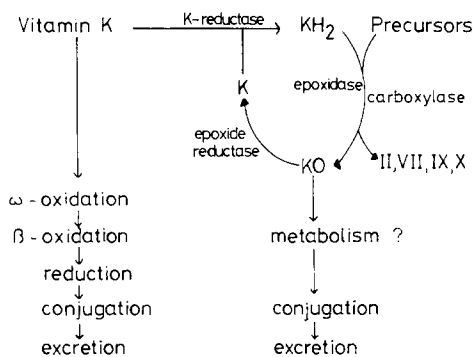 Vitamin K
K-reductase
KH2
Precursors
K
epoxidase
carboxylase
epoxide
reductase
KO
II,VII,IX,X
ω-oxidation
β-oxidation
metabolism ?
reduction
conjugation
conjugation
excretion
excretion